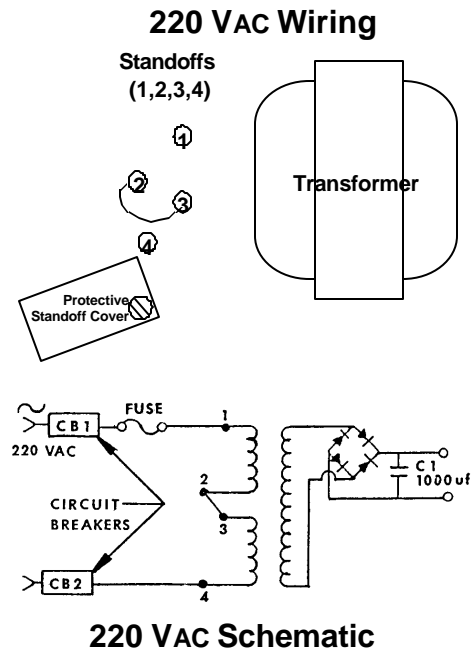 220 VAC Wiring
Standoffs
(1,2,3,4)
1
2
3
4
Transformer
Protective
Standoff Cover
CB1
FUSE
1
220 VAC
2
CIRCUIT
BREAKERS
3
C1
1000uf
CB2
4
220 VAC Schematic